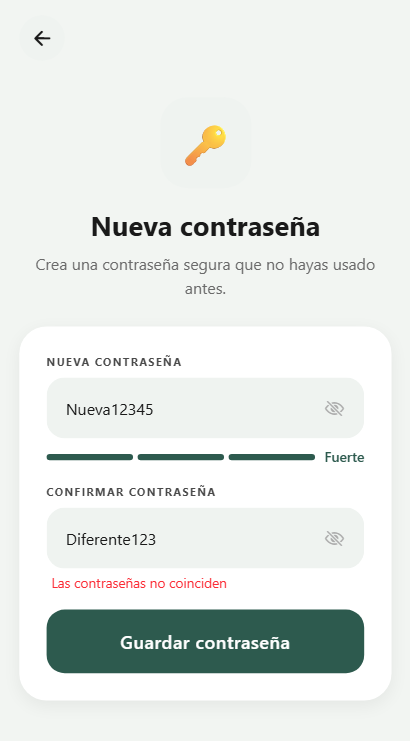 Nueva contraseña
Crea una contraseña segura que no hayas usado
antes.
NUEVA CONTRASEÑA
Nueva12345
Fuerte
CONFIRMAR CONTRASEÑA
Diferente123
Las contraseñas no coinciden
Guardar contraseña